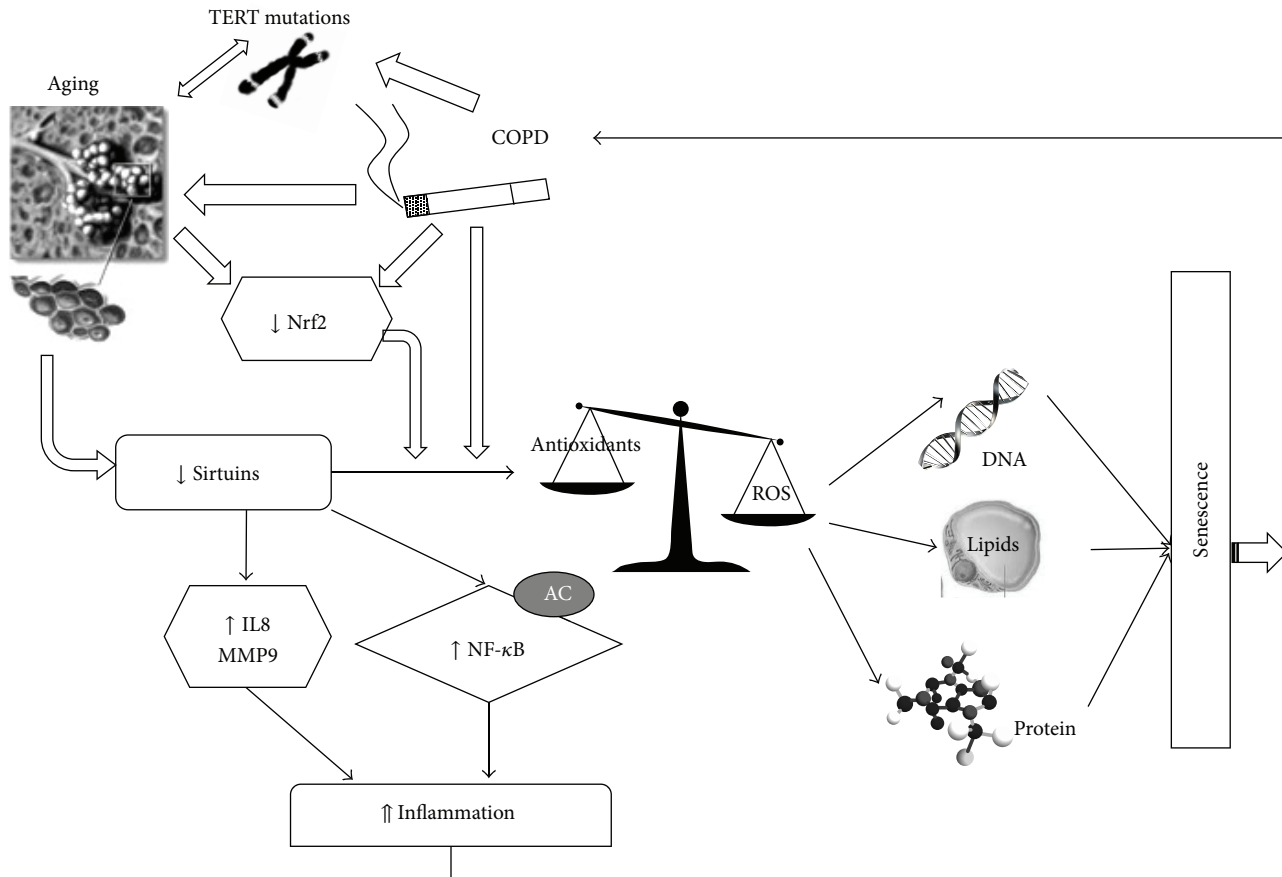 TERT mutations
Aging
COPD
↓ Nrf2
Antioxidants
ROS
DNA
↓ Sirtuins
Lipids
Senescence
AC
↑ IL8
MMP9
↑ NF-κB
Protein
⇑ Inflammation